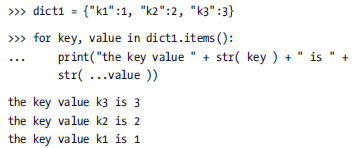 >>> dict1 = {"k1":1, "k2":2, "k3":3}
>>> for key, value in dict1.items():
...     print("the key value " + str( key ) + " is " +
        str( ...value ))
the key value k3 is 3
the key value k2 is 2
the key value k1 is 1